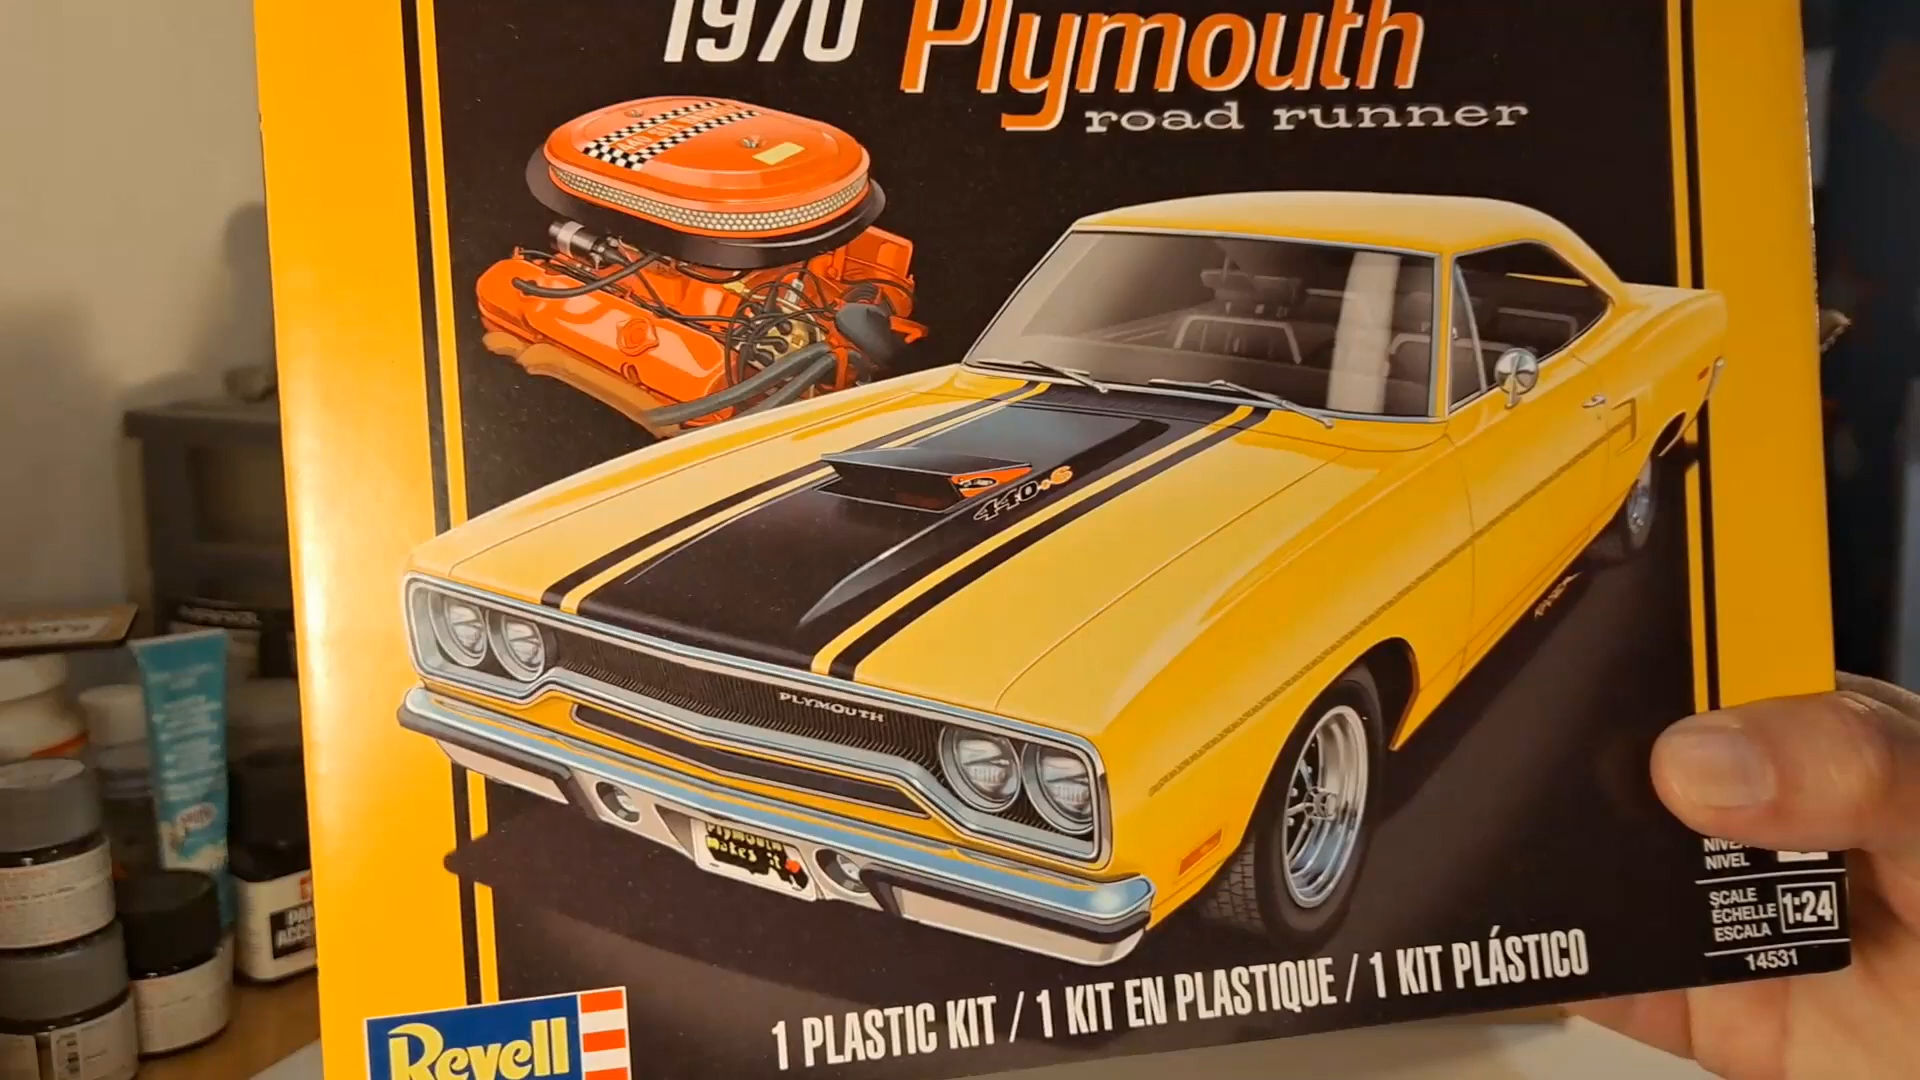 1970 Plymouth
road runner
440+6
PLYMOUTH
Plymouth
makes it
NIVEL
SCALE
ÉCHELLE
ESCALA
1:24
14531
1 PLASTIC KIT / 1 KIT EN PLASTIQUE / 1 KIT PLÁSTICO
Revell